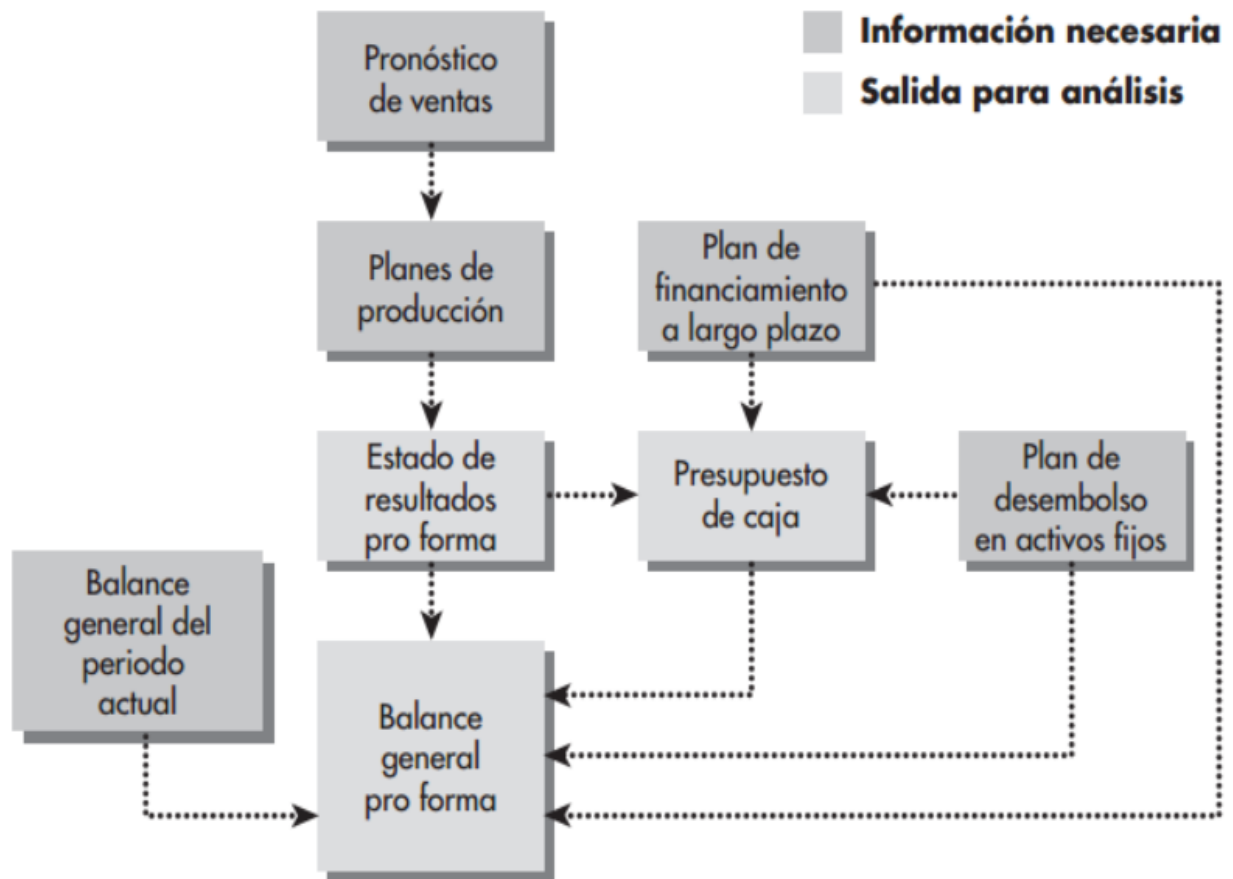 Información necesaria
Salida para análisis
Pronóstico
de ventas
Planes de
producción
Plan de
financiamiento
a largo plazo
Estado de
resultados
pro forma
Presupuesto
de caja
Plan de
desembolso
en activos fijos
Balance
general del
periodo
actual
Balance
general
pro forma